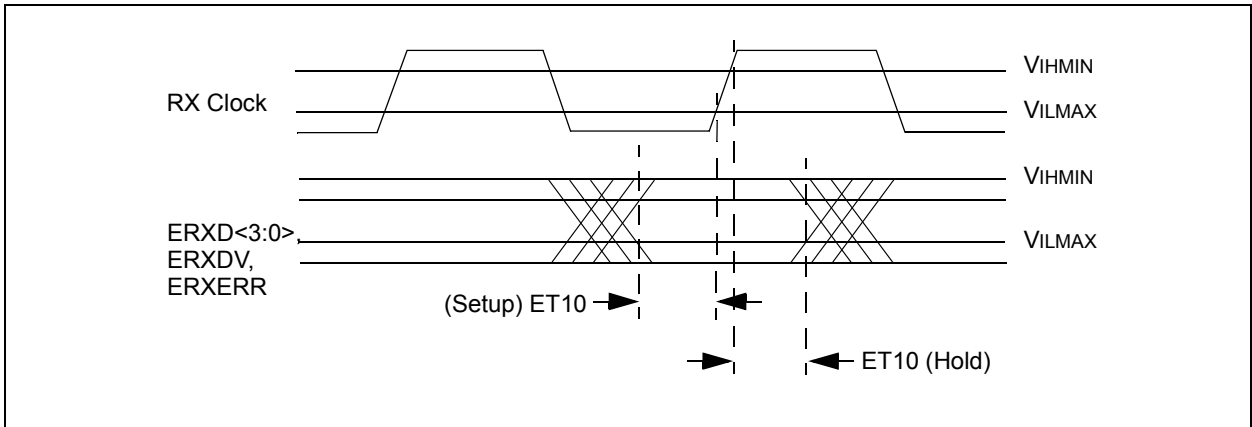 VIHMIN
RX Clock
VILMAX
VIHMIN
ERXD<3:0>,
VILMAX
ERXDV,
ERXERR
(Setup) ET10
ET10 (Hold)